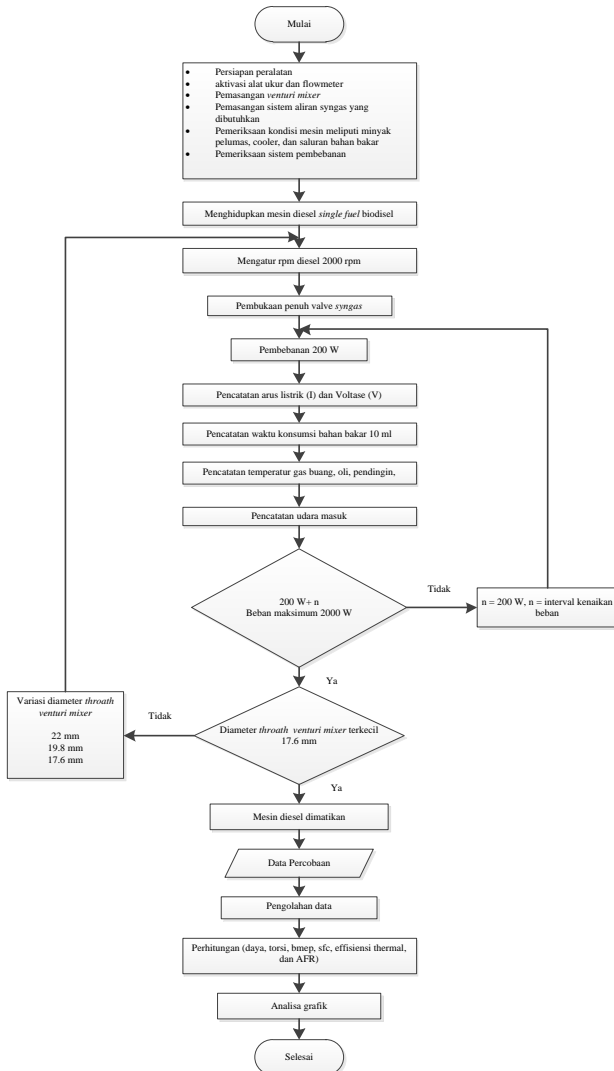 Mulai
• Persiapan peralatan
• aktivasi alat ukur dan flowmeter
• Pemasangan venturi mixer
• Pemasangan sistem aliran syngas yang
dibutuhkan
• Pemeriksaan kondisi mesin meliputi minyak
pelumas, cooler, dan saluran bahan bakar
• Pemeriksaan sistem pembebanan
Menghidupkan mesin diesel single fuel biodisel
Mengatur rpm diesel 2000 rpm
Pembukaan penuh valve syngas
Pembebanan 200 W
Pencatatan arus listrik (I) dan Voltase (V)
Pencatatan waktu konsumsi bahan bakar 10 ml
Pencatatan temperatur gas buang, oli, pendingin,
Pencatatan udara masuk
200 W+ n
Beban maksimum 2000 W
Tidak
n = 200 W, n = interval kenaikan
beban
Ya
Diameter throath venturi mixer terkecil
17.6 mm
Tidak
Variasi diameter throath
venturi mixer
22 mm
19.8 mm
17.6 mm
Ya
Mesin diesel dimatikan
Data Percobaan
Pengolahan data
Perhitungan (daya, torsi, bmep, sfc, effisiensi thermal,
dan AFR)
Analisa grafik
Selesai